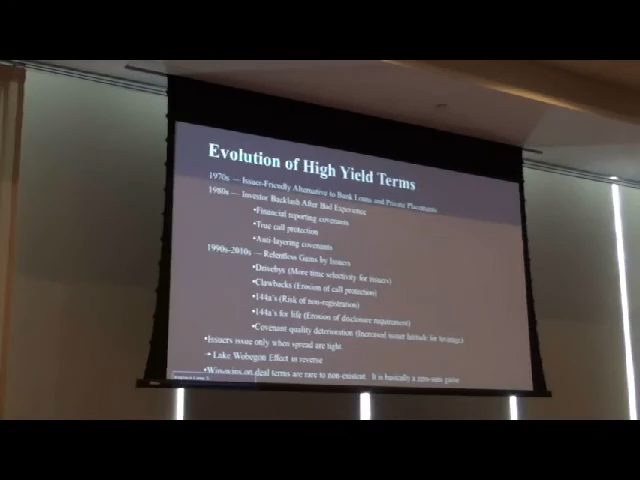 Evolution of High Yield Terms
1970s — Issuer-Friendly Alternative to Bank Loans and Private Placements
1980s — Investor Backlash After Bad Experience
•Financial reporting covenants
•True call protection
•Anti-layering covenants
1990s-2010s — Relentless Gains by Issuers
•Drivebys (More time selectivity for issuers)
•Clawbacks (Erosion of call protection)
•144a's (Risk of non-registration)
•144a's for life (Erosion of disclosure requirement)
•Covenant quality deterioration (Increased issuer latitude for leverage)
•Issuers issue only when spread are tight.
Lake Wobegon Effect in reverse
•Win-wins on deal terms are rare to non-existent. It is basically a zero-sum game